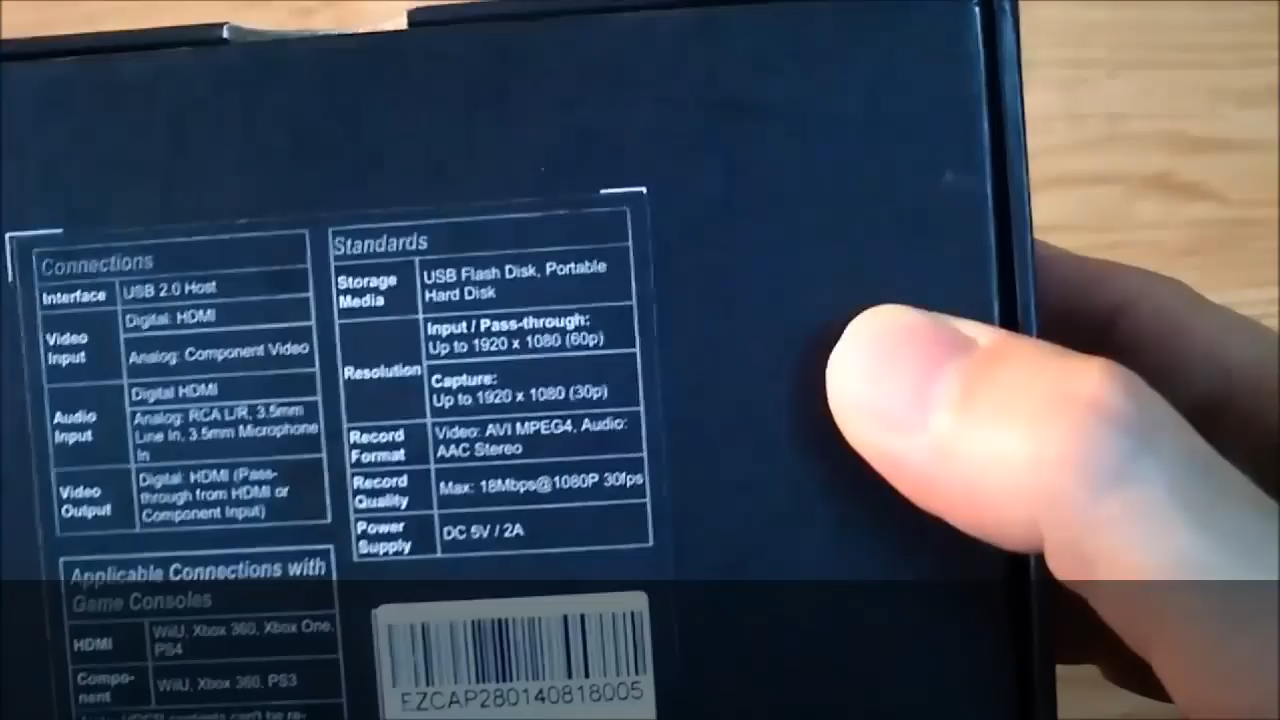 Connections
Interface
USB 2.0 Host
Video
Input
Digital: HDMI
Analog: Component Video
Audio
Input
Digital HDMI
Analog: RCA L/R, 3.5mm
Line In, 3.5mm Microphone
In
Video
Output
Digital: HDMI (Pass-
through from HDMI or
Component Input)
Standards
Storage
Media
USB Flash Disk, Portable
Hard Disk
Resolution
Input / Pass-through:
Up to 1920 x 1080 (60p)
Capture:
Up to 1920 x 1080 (30p)
Record
Format
Video: AVI MPEG4, Audio:
AAC Stereo
Record
Quality
Max: 18Mbps@1080P 30fps
Power
Supply
DC 5V / 2A
Applicable Connections with
Game Consoles
HDMI
WiiU, Xbox 360, Xbox One,
PS4
Compo-
nent
WiiU, Xbox 360, PS3
EZCAP280140818005